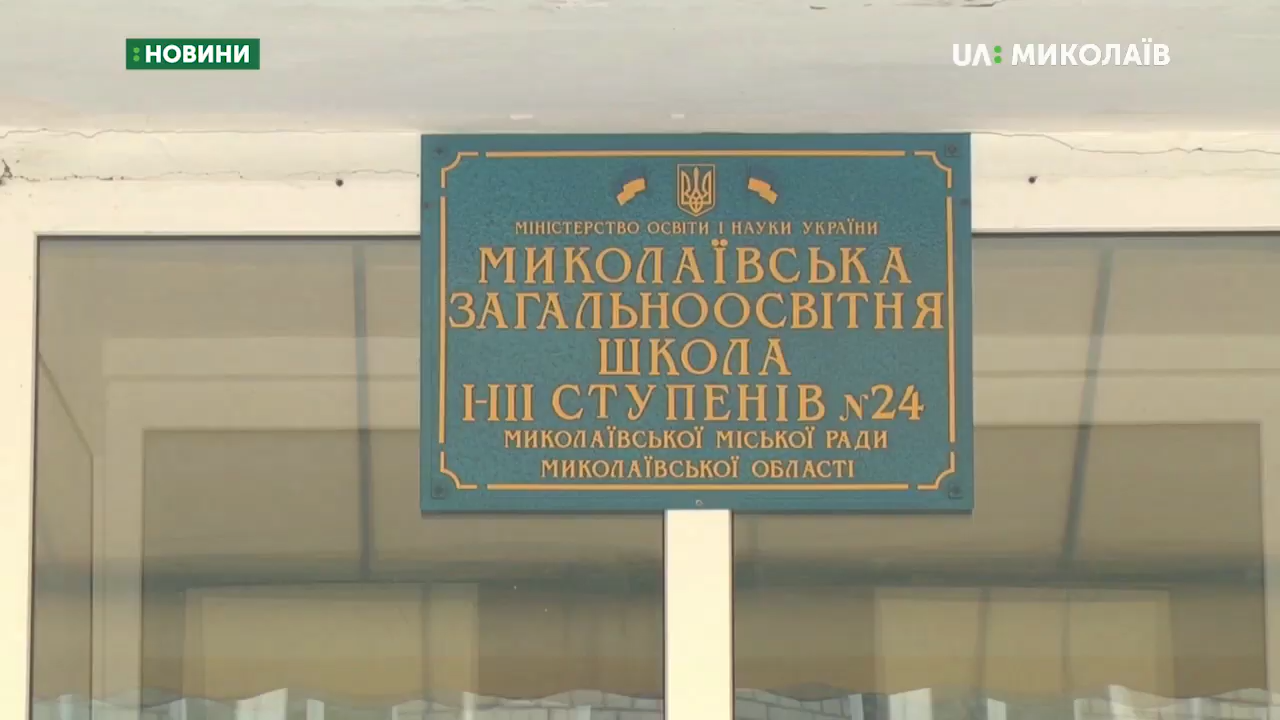 :НОВИНИ
UA: МИКОЛАЇВ
МІНІСТЕРСТВО ОСВІТИ І НАУКИ УКРАЇНИ
МИКОЛАЇВСЬКА
ЗАГАЛЬНООСВІТНЯ
ШКОЛА
І-ІІІ СТУПЕНІВ №24
МИКОЛАЇВСЬКОЇ МІСЬКОЇ РАДИ
МИКОЛАЇВСЬКОЇ ОБЛАСТІ